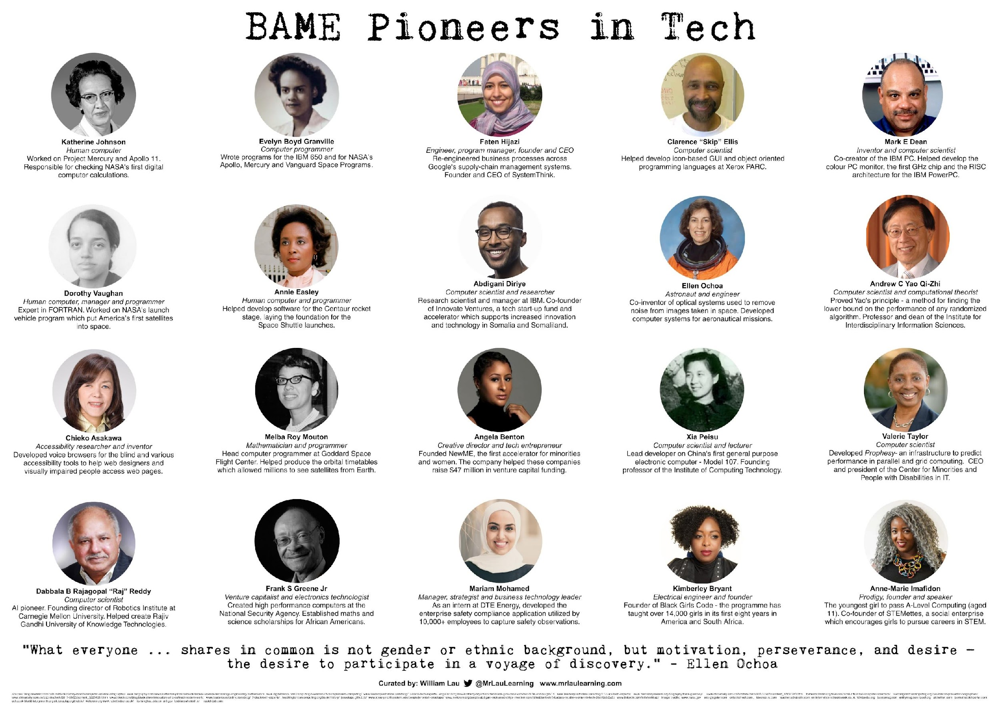 BAME Pioneers in Tech
Katherine Johnson
Human computer
Worked on Project Mercury and Apollo 11.
Responsible for checking NASA's first digital
computer calculations.
Evelyn Boyd Granville
Computer programmer
Wrote programs for the IBM 650 and for NASA's
Apollo, Mercury and Vanguard Space Programs.
Faten Hijazi
Engineer, program manager, founder and CEO
Re-engineered business processes across
Google's supply-chain management systems.
Founder and CEO of SystemThink.
Clarence “Skip” Ellis
Computer scientist
Helped develop icon-based GUI and object oriented
programming languages at Xerox PARC.
Mark E Dean
Inventor and computer scientist
Co-creator of the IBM PC. Helped develop the
colour PC monitor, the first GHz chip and the RISC
architecture for the IBM PowerPC.
Dorothy Vaughan
Human computer, manager and programmer
Expert in FORTRAN. Worked on NASA's launch
vehicle program which put America's first satellites
into space.
Annie Easley
Human computer and programmer
Helped develop software for the Centaur rocket
stage, laying the foundation for the
Space Shuttle launches.
Abdigani Diriye
Computer scientist and researcher
Research scientist and manager at IBM. Co-founder
of Innovate Ventures, a tech start-up fund and
accelerator which supports increased innovation
and technology in Somalia and Somaliland.
Ellen Ochoa
Astronaut and engineer
Co-inventor of optical systems used to remove
noise from images taken in space. Developed
computer systems for aeronautical missions.
Andrew C Yao Qi-Zhi
Computer scientist and computational theorist
Proved Yao's principle - a method for finding the
lower bound on the performance of any randomized
algorithm. Professor and dean of the Institute for
Interdisciplinary Information Sciences.
Chieko Asakawa
Accessibility researcher and inventor
Developed voice browsers for the blind and various
accessibility tools to help web designers and
visually impaired people access web pages.
Melba Roy Mouton
Mathematician and programmer
Head computer programmer at Goddard Space
Flight Center. Helped produce the orbital timetables
which allowed millions to see satellites from Earth.
Angela Benton
Creative director and tech entrepreneur
Founded NewME, the first accelerator for minorities
and women. The company helped these companies
raise $47 million in venture capital funding.
Xia Peisu
Computer scientist and lecturer
Lead developer on China's first general purpose
electronic computer - Model 107. Founding
professor of the Institute of Computing Technology.
Valerie Taylor
Computer scientist
Developed Prophesy- an infrastructure to predict
performance in parallel and grid computing. CEO
and president of the Center for Minorities and
People with Disabilities in IT.
Dabbala B Rajagopal “Raj” Reddy
Computer scientist
AI pioneer. Founding director of Robotics Institute at
Carnegie Mellon University. Helped create Rajiv
Gandhi University of Knowledge Technologies.
Frank S Greene Jr
Venture capitalist and electronics technologist
Created high performance computers at the
National Security Agency. Established maths and
science scholarships for African Americans.
Mariam Mohamed
Manager, strategist and business technology leader
As an intern at DTE Energy, developed the
enterprise safety compliance application utilized by
10,000+ employees to capture safety observations.
Kimberley Bryant
Electrical engineer and founder
Founder of Black Girls Code - the programme has
taught over 14,000 girls in its first eight years in
America and South Africa.
Anne-Marie Imafidon
Prodigy, founder and speaker
The youngest girl to pass A-Level Computing (aged
11). Co-founder of STEMettes, a social enterprise
which encourages girls to pursue careers in STEM.
"What everyone ... shares in common is not gender or ethnic background, but motivation, perseverance, and desire –
the desire to participate in a voyage of discovery." - Ellen Ochoa
Curated by: William Lau @MrLauLearning www.mrlaulearning.com